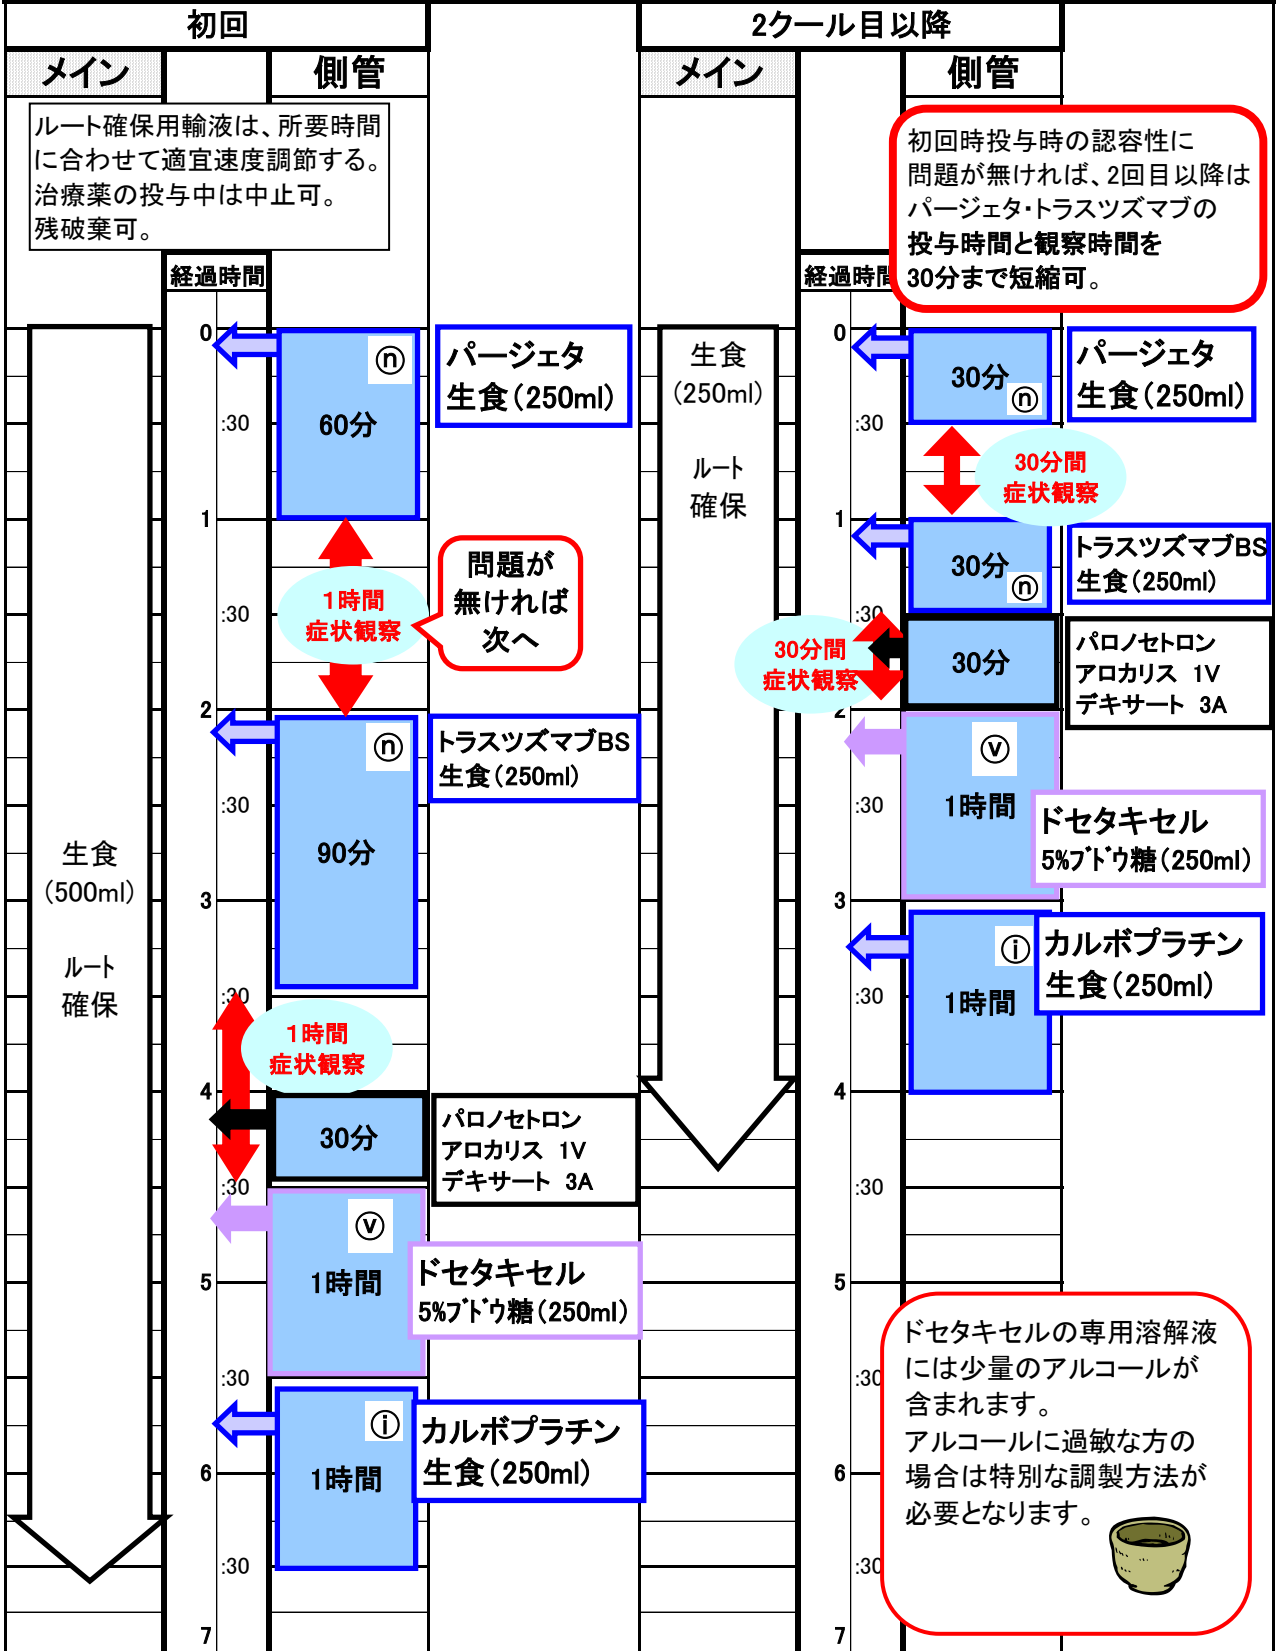 初回
メイン
側管
ルート確保用輸液は、所要時間
に合わせて適宜速度調節する。
治療薬の投与中は中止可。
残破棄可。
経過時間
0
:30
1
:30
2
:30
3
:30
4
:30
5
:30
6
:30
7
生食
(500ml)
ルート
確保
ⓝ
60分
パージェタ
生食(250ml)
1時間
症状観察
問題が
無ければ
次へ
ⓝ
90分
トラスツズマブBS
生食(250ml)
1時間
症状観察
30分
パロノセトロン
アロカリス 1V
デキサート 3A
ⓥ
1時間
ドセタキセル
5%ブドウ糖(250ml)
ⓘ
1時間
カルボプラチン
生食(250ml)
2クール目以降
メイン
側管
初回時投与時の認容性に
問題が無ければ、2回目以降は
パージェタ・トラスツズマブの
投与時間と観察時間を
30分まで短縮可。
経過時間
0
:30
1
:30
2
:30
3
:30
4
:30
5
:30
6
:30
7
生食
(250ml)
ルート
確保
30分
ⓝ
パージェタ
生食(250ml)
30分間
症状観察
30分
ⓝ
トラスツズマブBS
生食(250ml)
30分間
症状観察
30分
パロノセトロン
アロカリス 1V
デキサート 3A
ⓥ
1時間
ドセタキセル
5%ブドウ糖(250ml)
ⓘ
1時間
カルボプラチン
生食(250ml)
ドセタキセルの専用溶解液
には少量のアルコールが
含まれます。
アルコールに過敏な方の
場合は特別な調製方法が
必要となります。